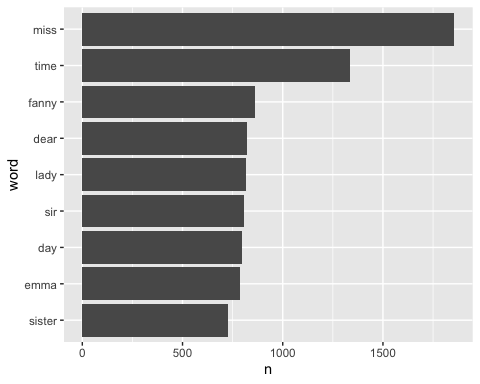 miss
time
fanny
dear
lady
sir
day
emma
sister
word
0 500 1000 1500
n